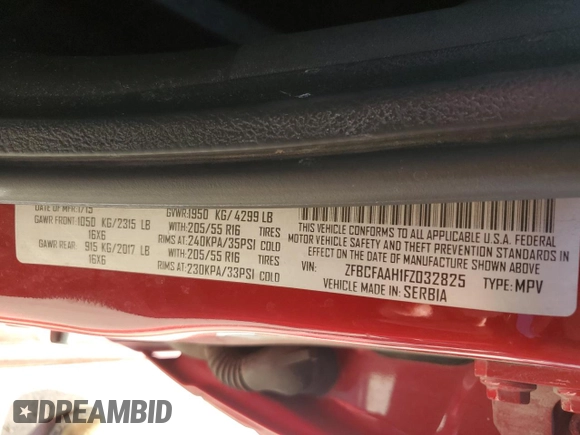 DATE OF MFR:1/15
GVWR:1950 KG/4299 LB
GAWR FRONT:1050 KG/2315 LB WITH:205/55 R16 TIRES
16X6 RIMS AT:240KPA/35PSI COLD
GAWR REAR: 915 KG/2017 LB WITH:205/55 R16 TIRES
16X6 RIMS AT:230KPA/33PSI COLD
THIS VEHICLE CONFORMS TO ALL APPLICABLE U.S.A. FEDERAL
MOTOR VEHICLE SAFETY AND THEFT PREVENTION STANDARDS IN
EFFECT ON THE DATE OF MANUFACTURE SHOWN ABOVE.
VIN: ZFBCFAAH1FZ032825 TYPE: MPV
VEHICLE MADE IN: SERBIA
DREAMBID